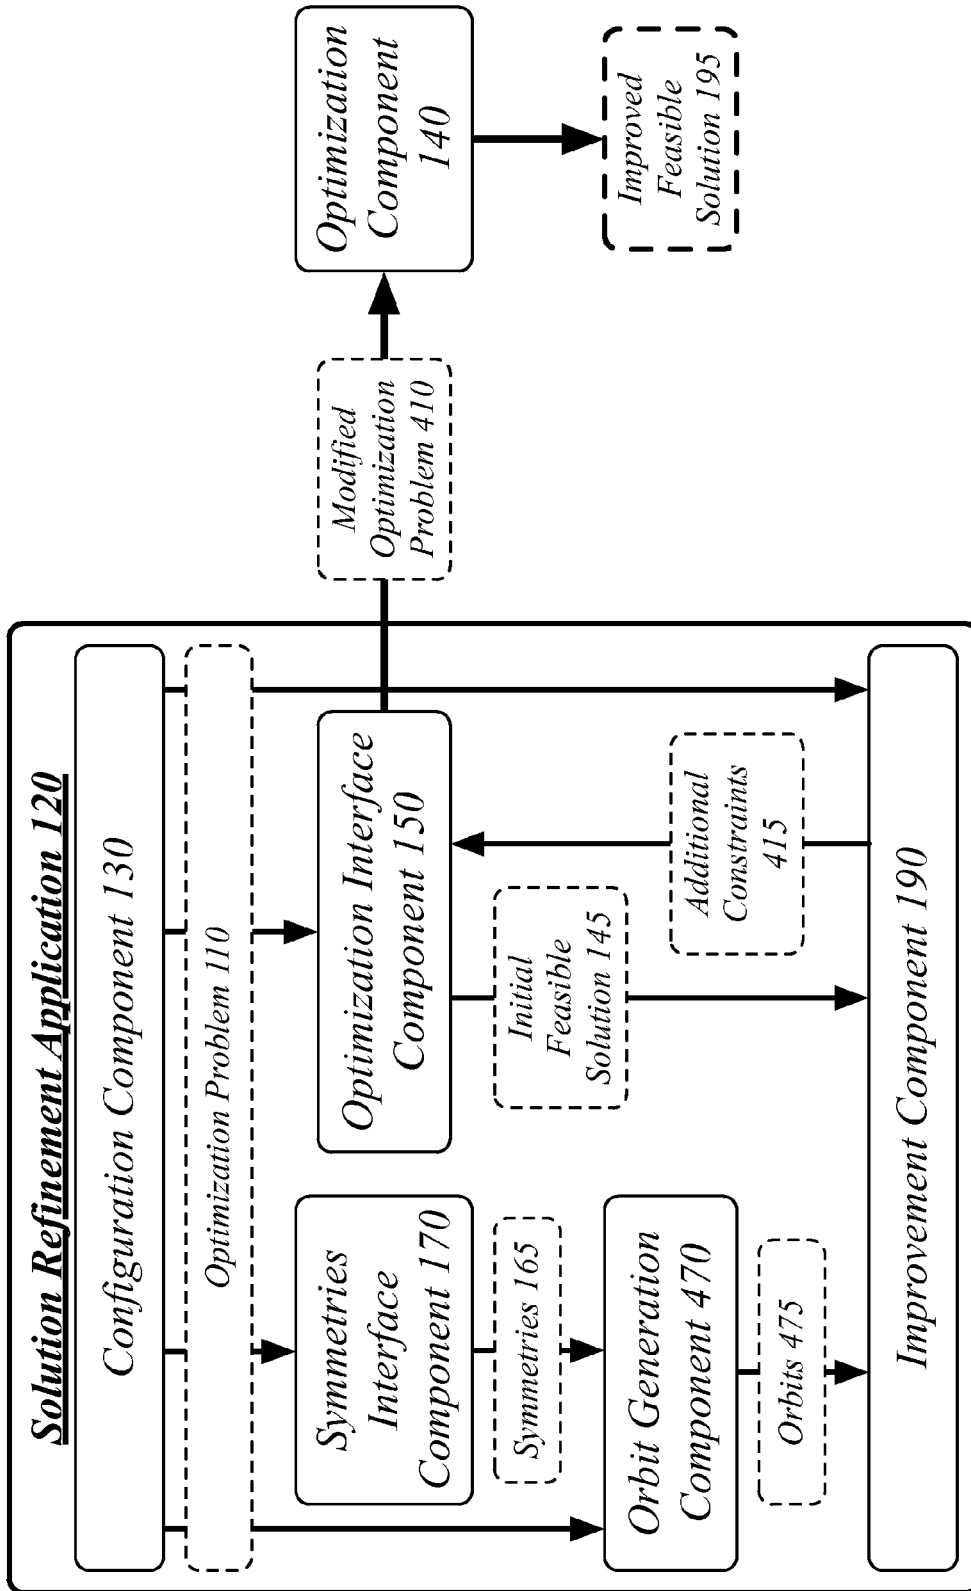 Solution Refinement Application 120
Configuration Component 130
Optimization Problem 110
Symmetries
Interface
Component 170
Symmetries 165
Orbit Generation
Component 470
Orbits 475
Optimization Interface
Component 150
Initial
Feasible
Solution 145
Additional
Constraints
415
Improvement Component 190
Modified
Optimization
Problem 410
Optimization
Component
140
Improved
Feasible
Solution 195